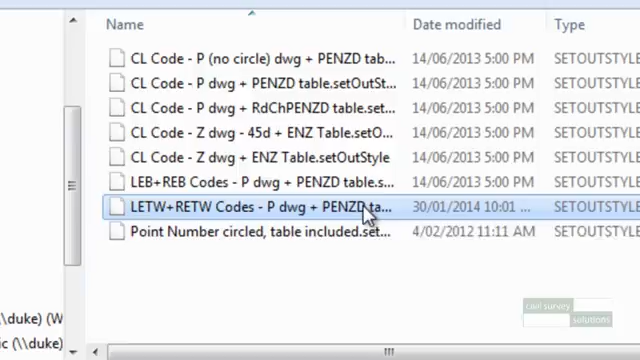 Name Date modified Type
CL Code - P (no circle) dwg + PENZD tab... 14/06/2013 5:00 PM SETOUTSTYLE
CL Code - P dwg + PENZD table.setOutSt... 14/06/2013 5:00 PM SETOUTSTYLE
CL Code - P dwg + RdChPENZD table.set... 14/06/2013 5:00 PM SETOUTSTYLE
CL Code - Z dwg - 45d + ENZ Table.setO... 14/06/2013 5:00 PM SETOUTSTYLE
CL Code - Z dwg + ENZ Table.setOutStyle 14/06/2013 5:00 PM SETOUTSTYLE
LEB+REB Codes - P dwg + PENZD table.s... 14/06/2013 5:00 PM SETOUTSTYLE
LETW+RETW Codes - P dwg + PENZD ta... 30/01/2014 10:01 ... SETOUTSTYLE
Point Number circled, table included.set... 4/02/2012 11:11 AM SETOUTSTYLE
civil survey
solutions
\\duke) (W
ic (\\duke)